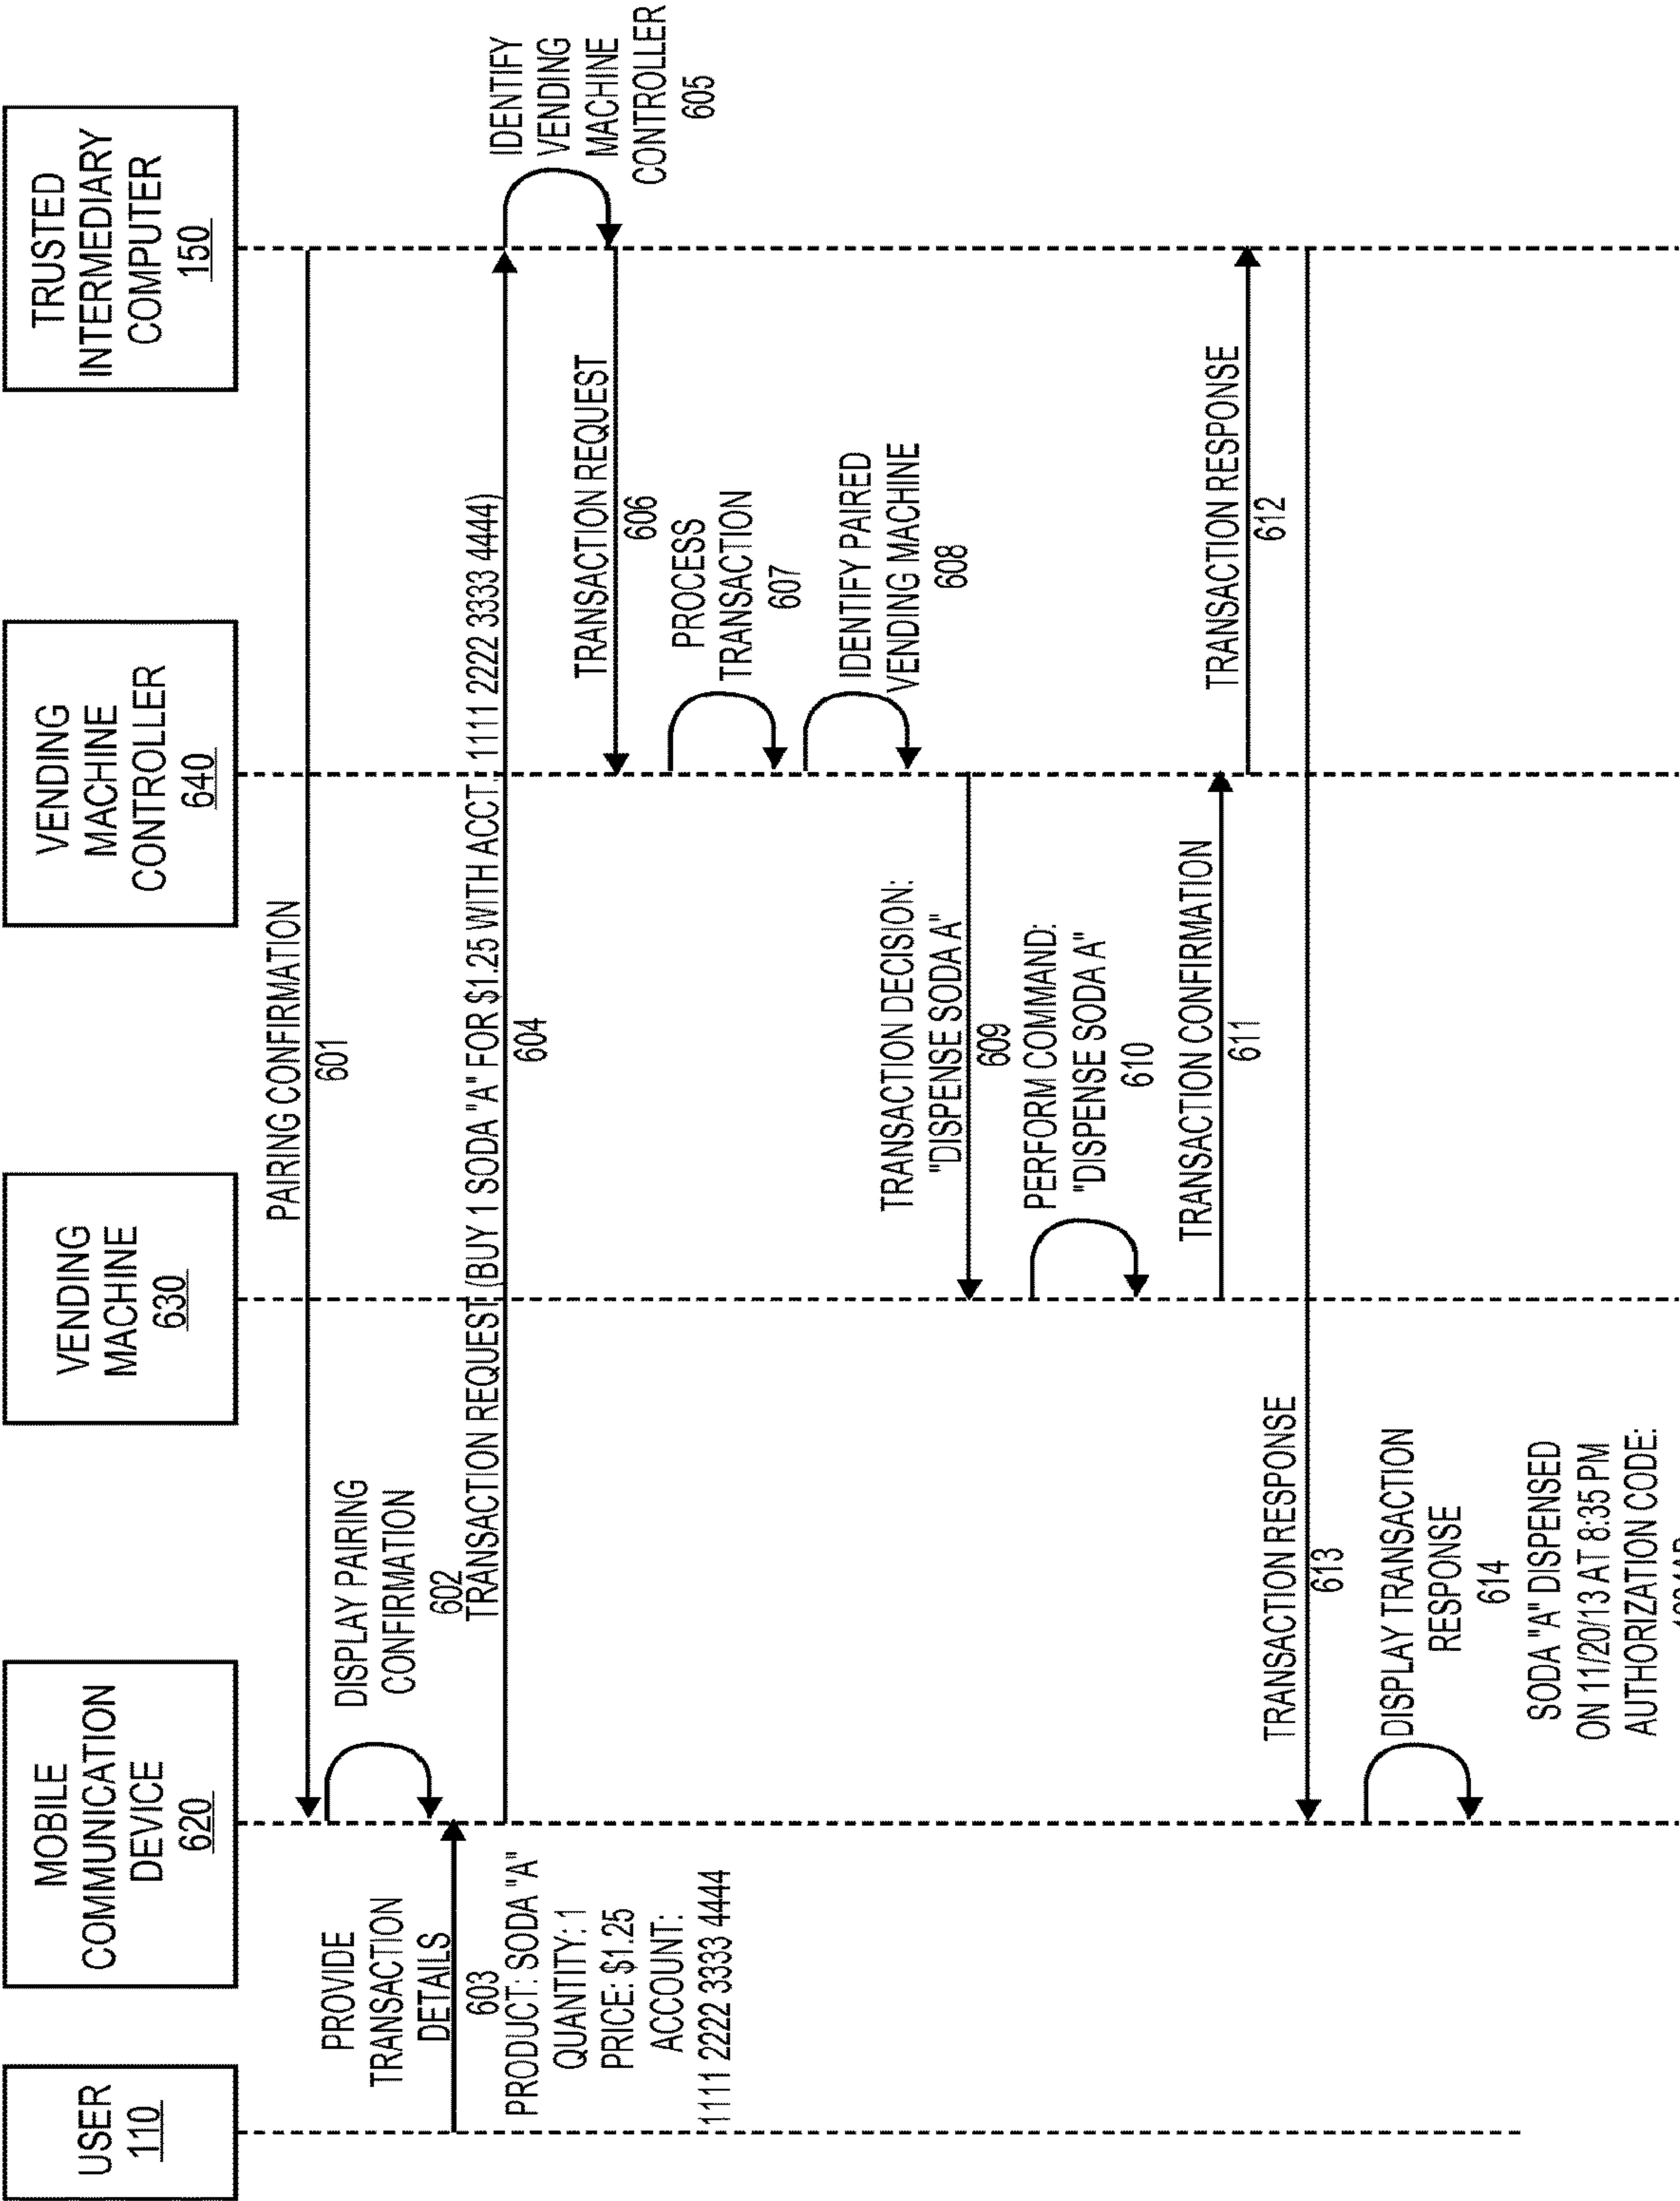 USER
110
MOBILE
COMMUNICATION
DEVICE
620
VENDING
MACHINE
630
VENDING
MACHINE
CONTROLLER
640
TRUSTED
INTERMEDIARY
COMPUTER
150
PAIRING CONFIRMATION
601
DISPLAY PAIRING
CONFIRMATION
602
PROVIDE
TRANSACTION
DETAILS
603
PRODUCT: SODA "A"
QUANTITY: 1
PRICE: $1.25
ACCOUNT:
1111 2222 3333 4444
TRANSACTION REQUEST (BUY 1 SODA "A" FOR $1.25 WITH ACCT. 1111 2222 3333 4444)
604
IDENTIFY
VENDING
MACHINE
CONTROLLER
605
TRANSACTION REQUEST
606
PROCESS
TRANSACTION
607
IDENTIFY PAIRED
VENDING MACHINE
608
TRANSACTION DECISION:
"DISPENSE SODA A"
609
PERFORM COMMAND:
"DISPENSE SODA A"
610
TRANSACTION CONFIRMATION
611
TRANSACTION RESPONSE
612
TRANSACTION RESPONSE
613
DISPLAY TRANSACTION
RESPONSE
614
SODA "A" DISPENSED
ON 11/20/13 AT 8:35 PM
AUTHORIZATION CODE: